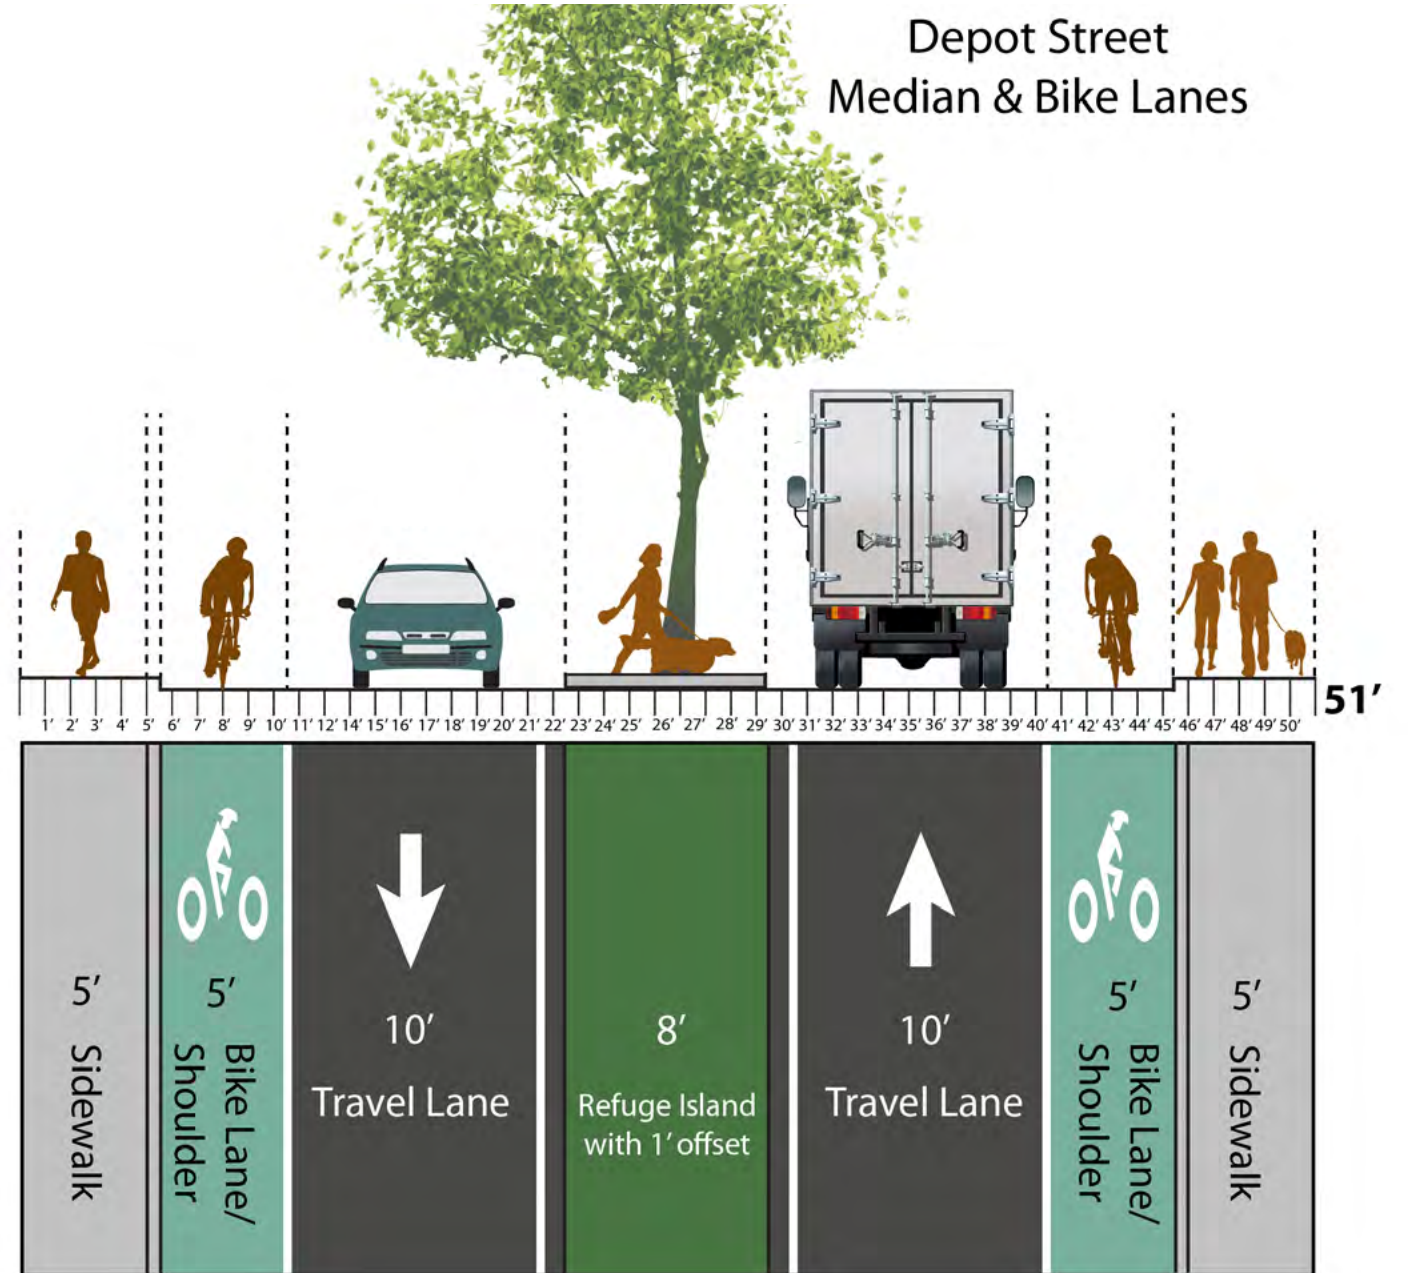 Depot Street
Median & Bike Lanes
1' 2' 3' 4' 5' 6' 7' 8' 9' 10' 11' 12' 13' 14' 15' 16' 17' 18' 19' 20' 21' 22' 23' 24' 25' 26' 27' 28' 29' 30' 31' 32' 33' 34' 35' 36' 37' 38' 39' 40' 41' 42' 43' 44' 45' 46' 47' 48' 49' 50' 51'
5' Sidewalk
5' Bike Lane/
Shoulder
10'
Travel Lane
8'
Refuge Island
with 1' offset
10'
Travel Lane
5' Bike Lane/
Shoulder
5' Sidewalk